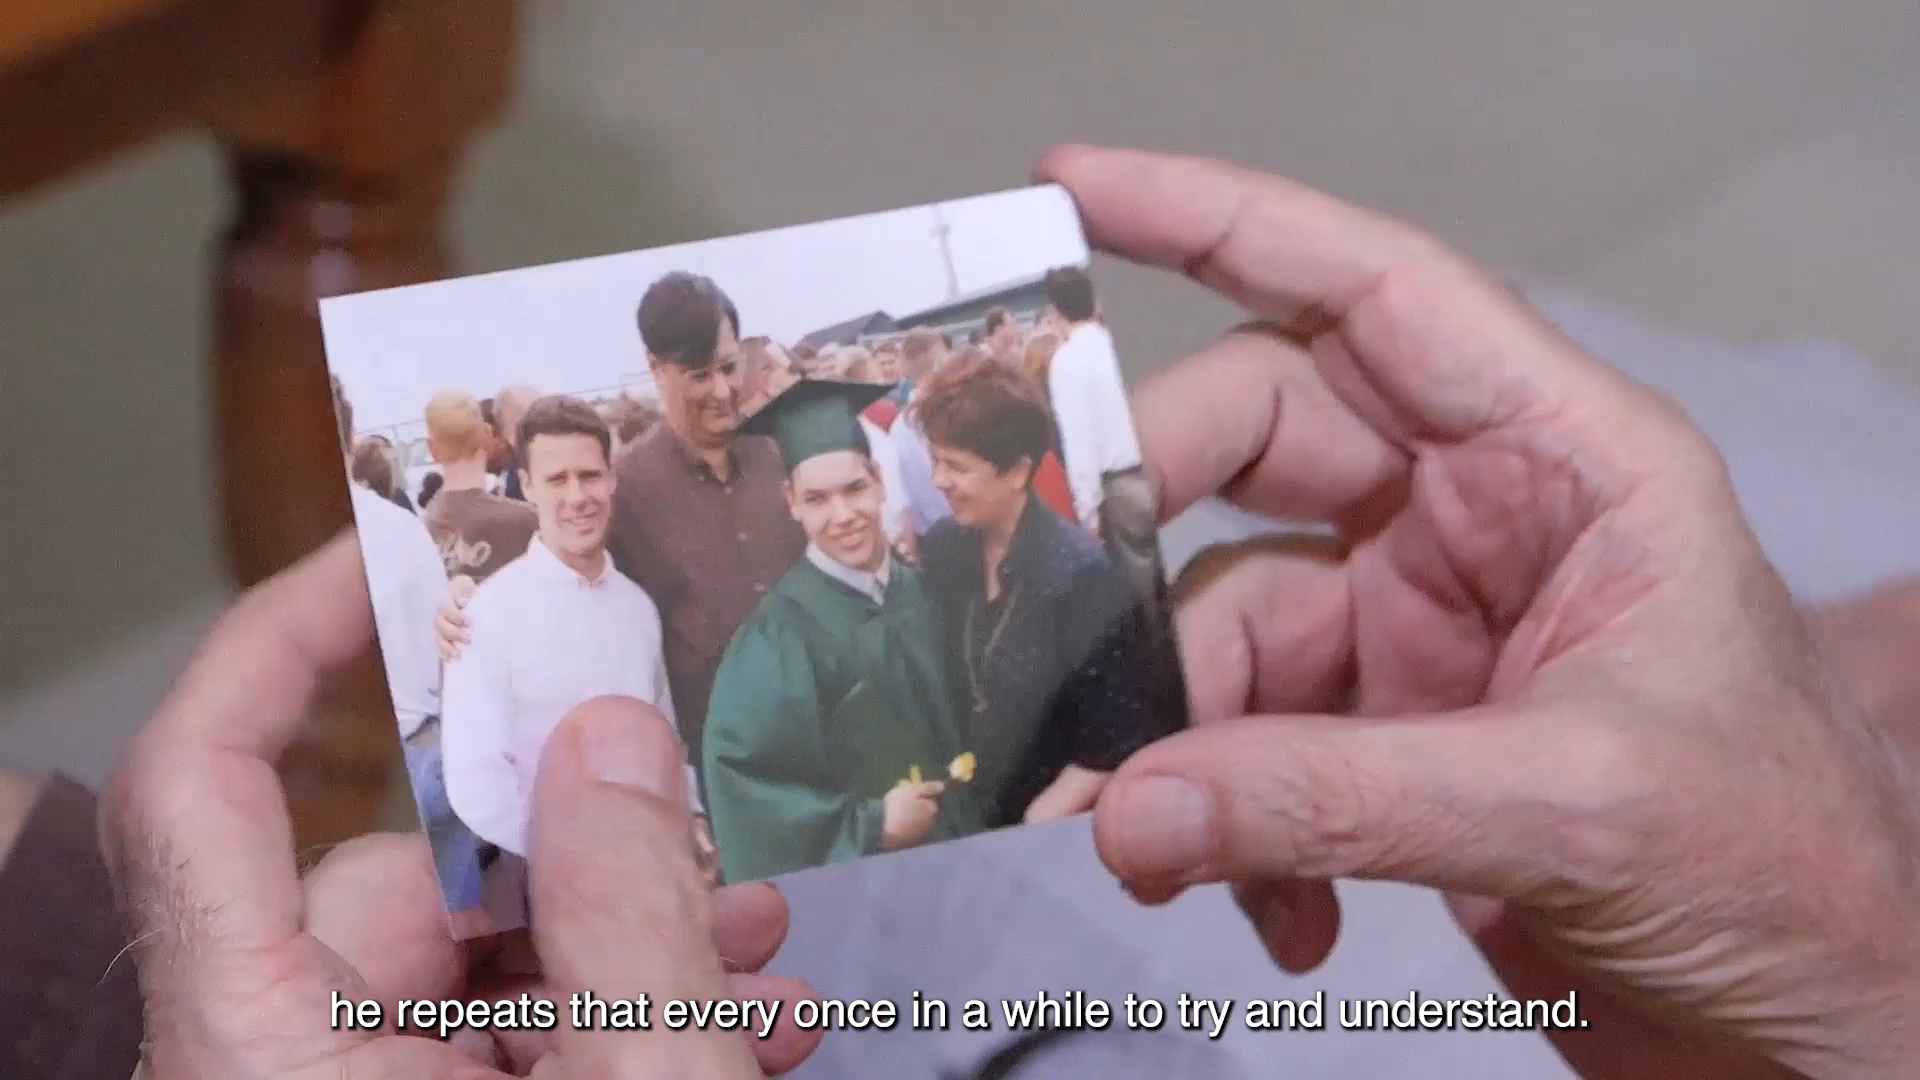 he repeats that every once in a while to try and understand.